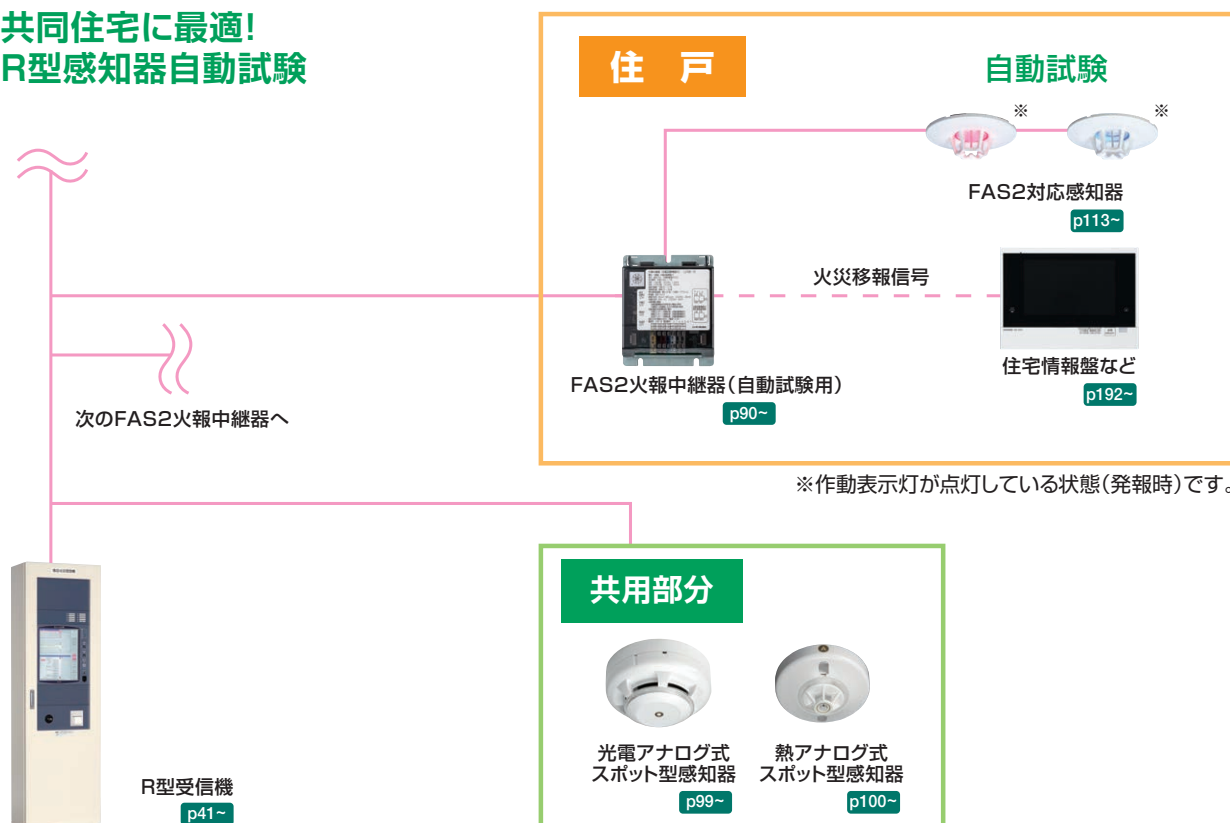 共同住宅に最適!
R型感知器自動試験
住 戸
自動試験
※
※
FAS2対応感知器
p113~
火災移報信号
FAS2火報中継器(自動試験用)
p90~
住宅情報盤など
p192~
次のFAS2火報中継器へ
※作動表示灯が点灯している状態(発報時)です。
共用部分
光電アナログ式
スポット型感知器
p99~
熱アナログ式
スポット型感知器
p100~
R型受信機
p41~